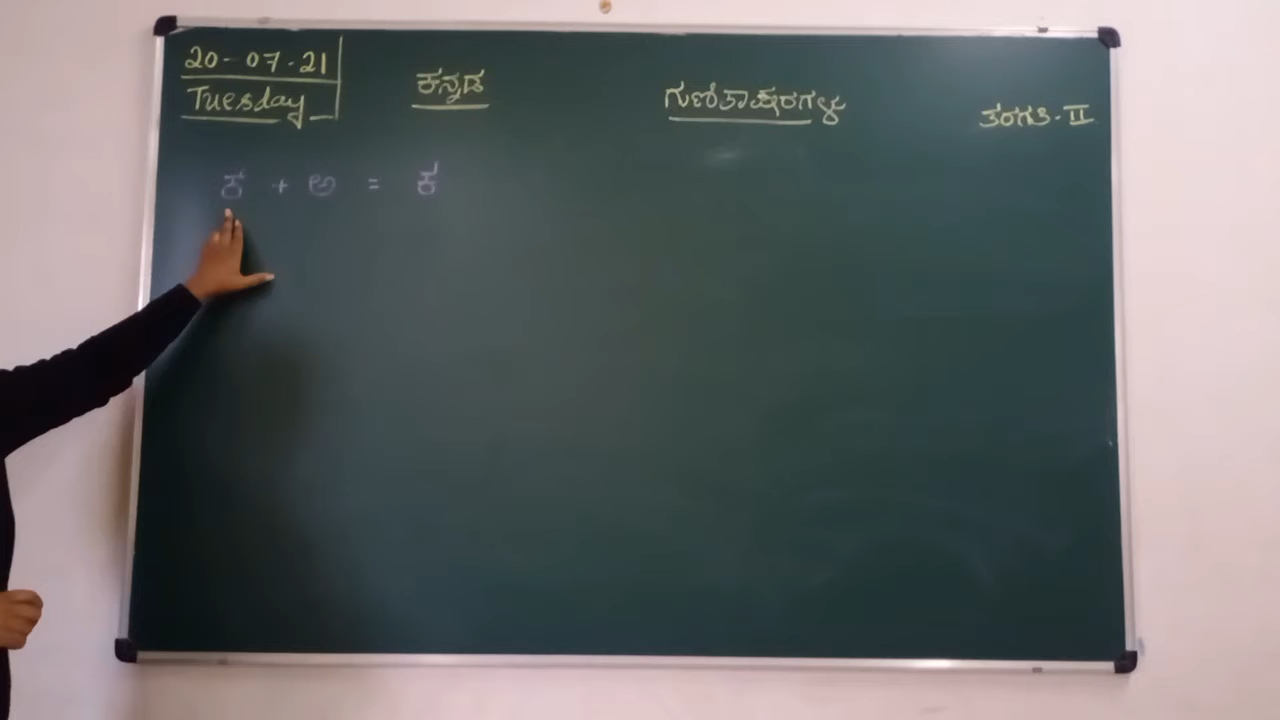 20-07-21
Tuesday
ಕನ್ನಡ
ಗುಣಿತಾಕ್ಷರಗಳು
ತರಗತಿ-II
ಕ್ + ಅ = ಕ